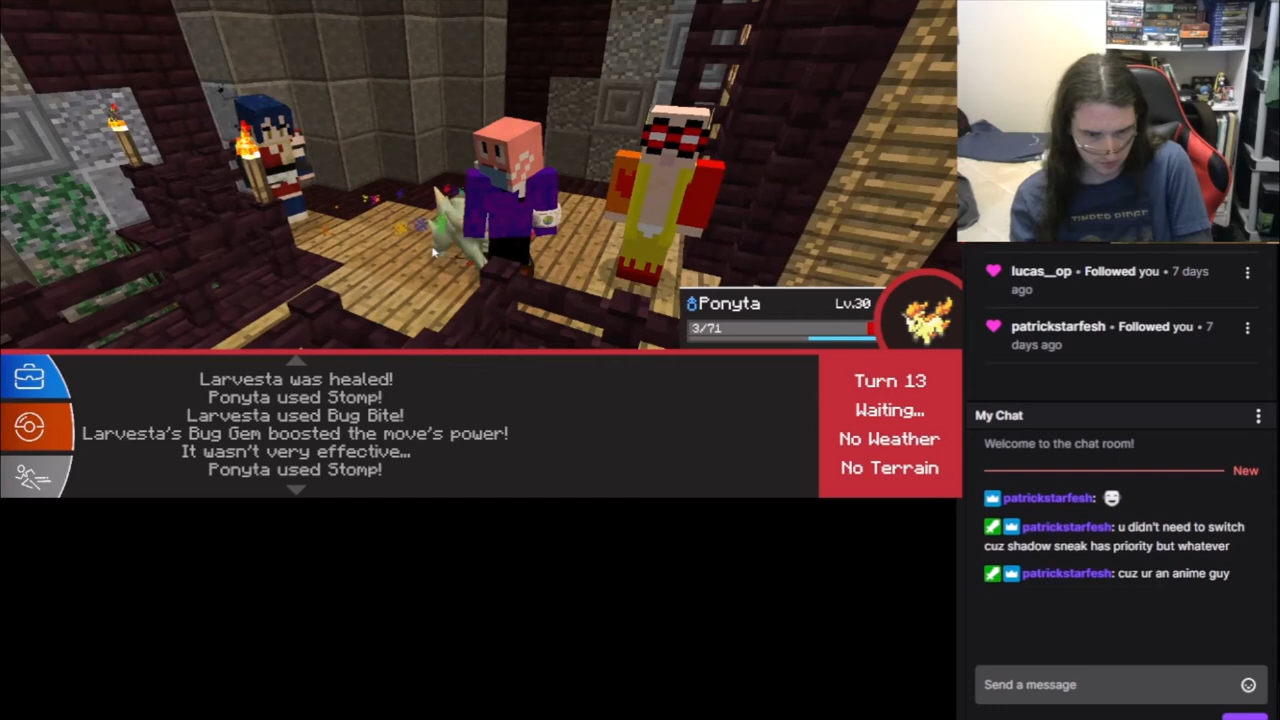 Ponyta Lv.30
3/71
Larvesta was healed!
Ponyta used Stomp!
Larvesta used Bug Bite!
Larvesta's Bug Gem boosted the move's power!
It wasn't very effective...
Ponyta used Stomp!
Turn 13
Waiting...
No Weather
No Terrain
TIMBER RIDGE
lucas__op • Followed you • 7 days
ago
patrickstarfesh • Followed you • 7
days ago
My Chat
Welcome to the chat room!
New
patrickstarfesh:
patrickstarfesh: u didn't need to switch
cuz shadow sneak has priority but whatever
patrickstarfesh: cuz ur an anime guy
Send a message